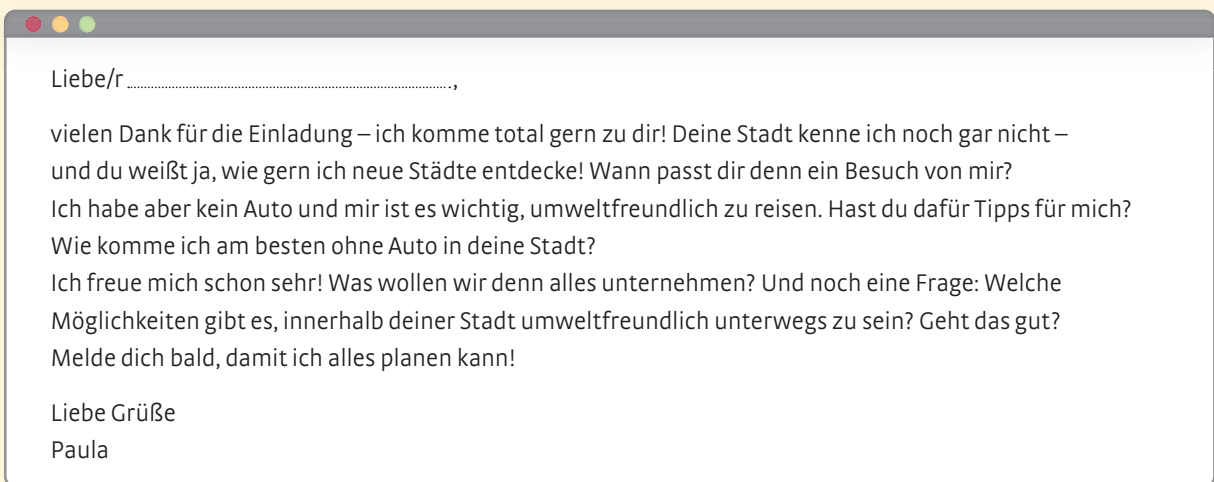 Liebe/r ..............................................................,
vielen Dank für die Einladung – ich komme total gern zu dir! Deine Stadt kenne ich noch gar nicht –
und du weißt ja, wie gern ich neue Städte entdecke! Wann passt dir denn ein Besuch von mir?
Ich habe aber kein Auto und mir ist es wichtig, umweltfreundlich zu reisen. Hast du dafür Tipps für mich?
Wie komme ich am besten ohne Auto in deine Stadt?
Ich freue mich schon sehr! Was wollen wir denn alles unternehmen? Und noch eine Frage: Welche
Möglichkeiten gibt es, innerhalb deiner Stadt umweltfreundlich unterwegs zu sein? Geht das gut?
Melde dich bald, damit ich alles planen kann!
Liebe Grüße
Paula